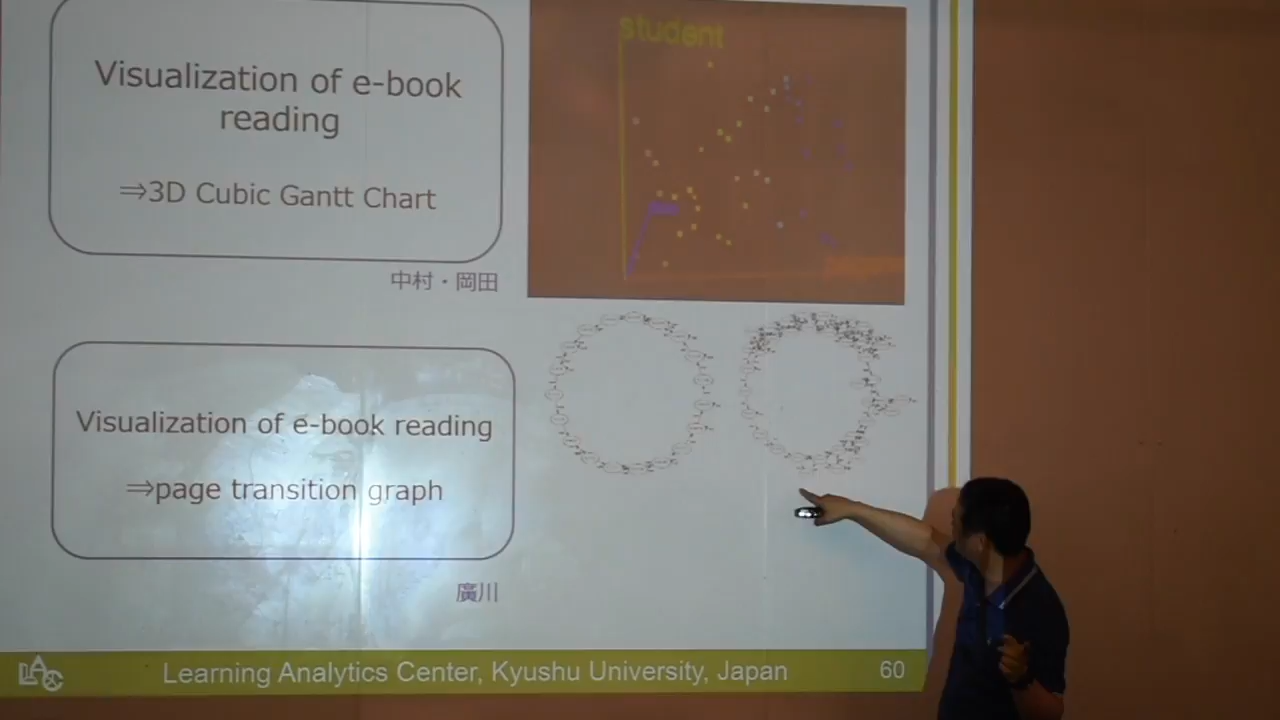 Visualization of e-book
reading
⇒3D Cubic Gantt Chart
中村・岡田
student
Visualization of e-book reading
⇒page transition graph
廣川
LAC
Learning Analytics Center, Kyushu University, Japan
60